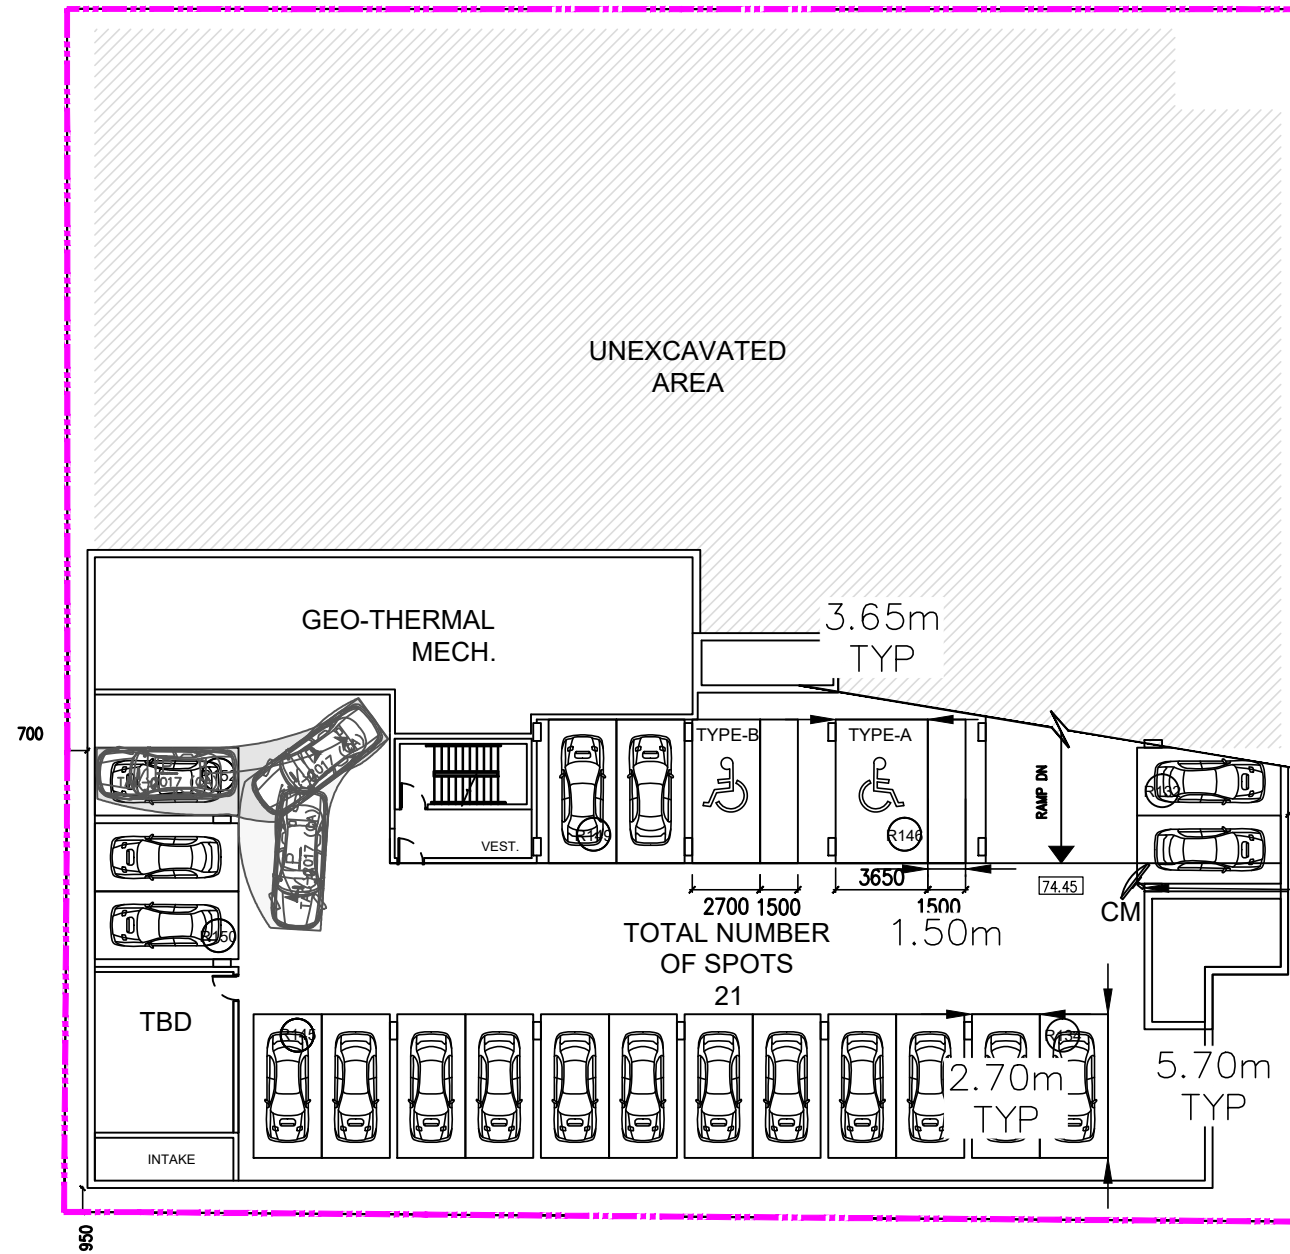 UNEXCAVATED
AREA
3.65m
TYP
GEO-THERMAL
MECH.
700
TYPE-B
TYPE-A
RAMP DN
R132
VEST.
R149
R146
3650
74.45
2700
1500
1500
CM
1.50m
R150
TOTAL NUMBER
OF SPOTS
21
TBD
R145
R134
2.70m
TYP
5.70m
TYP
INTAKE
950